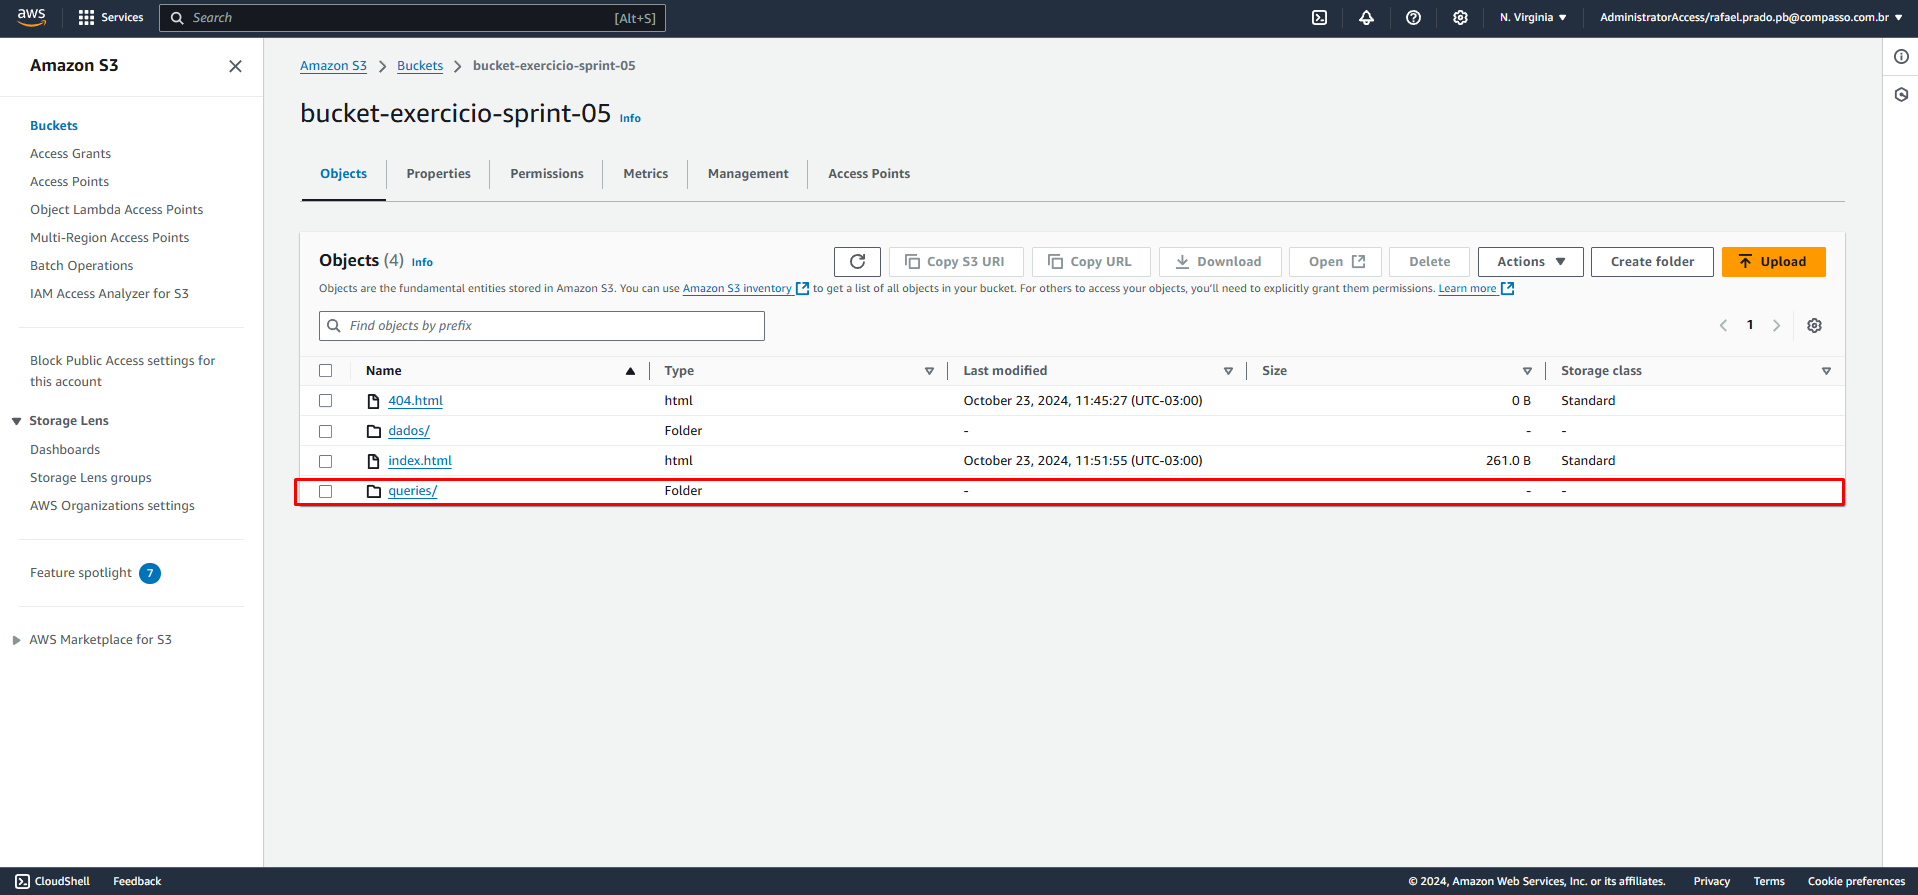 aws Services Search [Alt+S] N. Virginia AdministratorAccess/rafael.prado.pb@compasso.com.br
Amazon S3
Buckets
Access Grants
Access Points
Object Lambda Access Points
Multi-Region Access Points
Batch Operations
IAM Access Analyzer for S3
Block Public Access settings for
this account
Storage Lens
Dashboards
Storage Lens groups
AWS Organizations settings
Feature spotlight 7
AWS Marketplace for S3
Amazon S3 > Buckets > bucket-exercicio-sprint-05
bucket-exercicio-sprint-05 Info
Objects Properties Permissions Metrics Management Access Points
Objects (4) Info Copy S3 URI Copy URL Download Open Delete Actions Create folder Upload
Objects are the fundamental entities stored in Amazon S3. You can use Amazon S3 inventory to get a list of all objects in your bucket. For others to access your objects, you'll need to explicitly grant them permissions. Learn more
Find objects by prefix 1
Name Type Last modified Size Storage class
404.html html October 23, 2024, 11:45:27 (UTC-03:00) 0 B Standard
dados/ Folder - - -
index.html html October 23, 2024, 11:51:55 (UTC-03:00) 261.0 B Standard
queries/ Folder - - -
CloudShell Feedback © 2024, Amazon Web Services, Inc. or its affiliates. Privacy Terms Cookie preferences